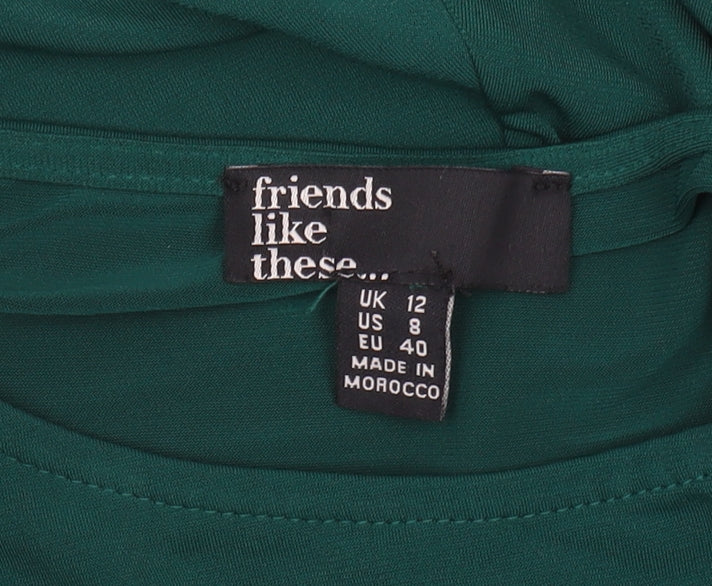 friends
like
these...
UK 12
US 8
EU 40
MADE IN
MOROCCO